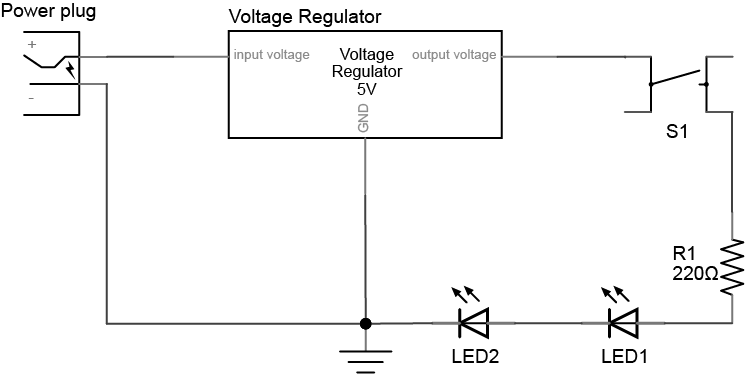 Power plug
Voltage Regulator
+
input voltage
Voltage
Regulator
5V
output voltage
GND
-
S1
R1
220Ω
LED2
LED1